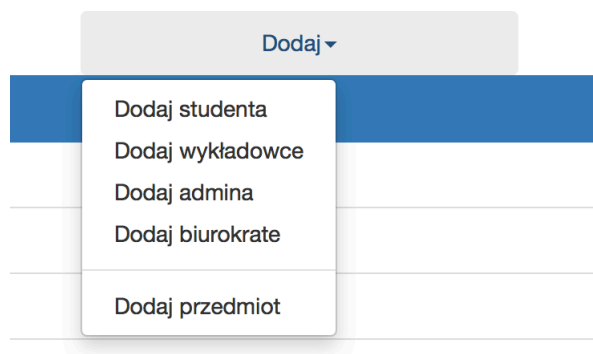 Dodaj
Dodaj studenta
Dodaj wykładowce
Dodaj admina
Dodaj biurokrate
Dodaj przedmiot